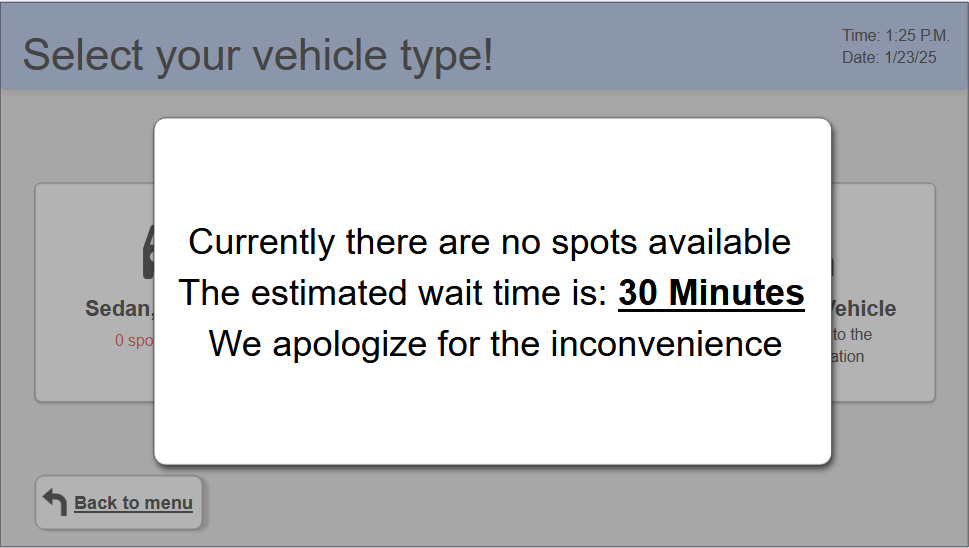 Select your vehicle type!
Time: 1:25 P.M.
Date: 1/23/25
Currently there are no spots available
The estimated wait time is: 30 Minutes
We apologize for the inconvenience
Sedan,
0 spo
Vehicle
to the
ation
Back to menu